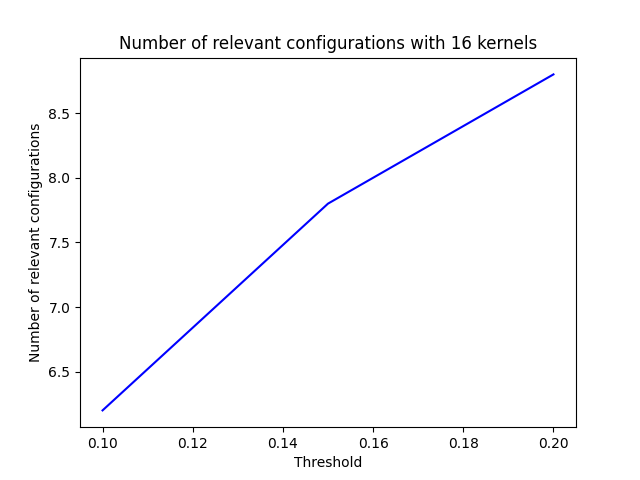 Number of relevant configurations with 16 kernels
Number of relevant configurations
8.5
8.0
7.5
7.0
6.5
0.10 0.12 0.14 0.16 0.18 0.20
Threshold